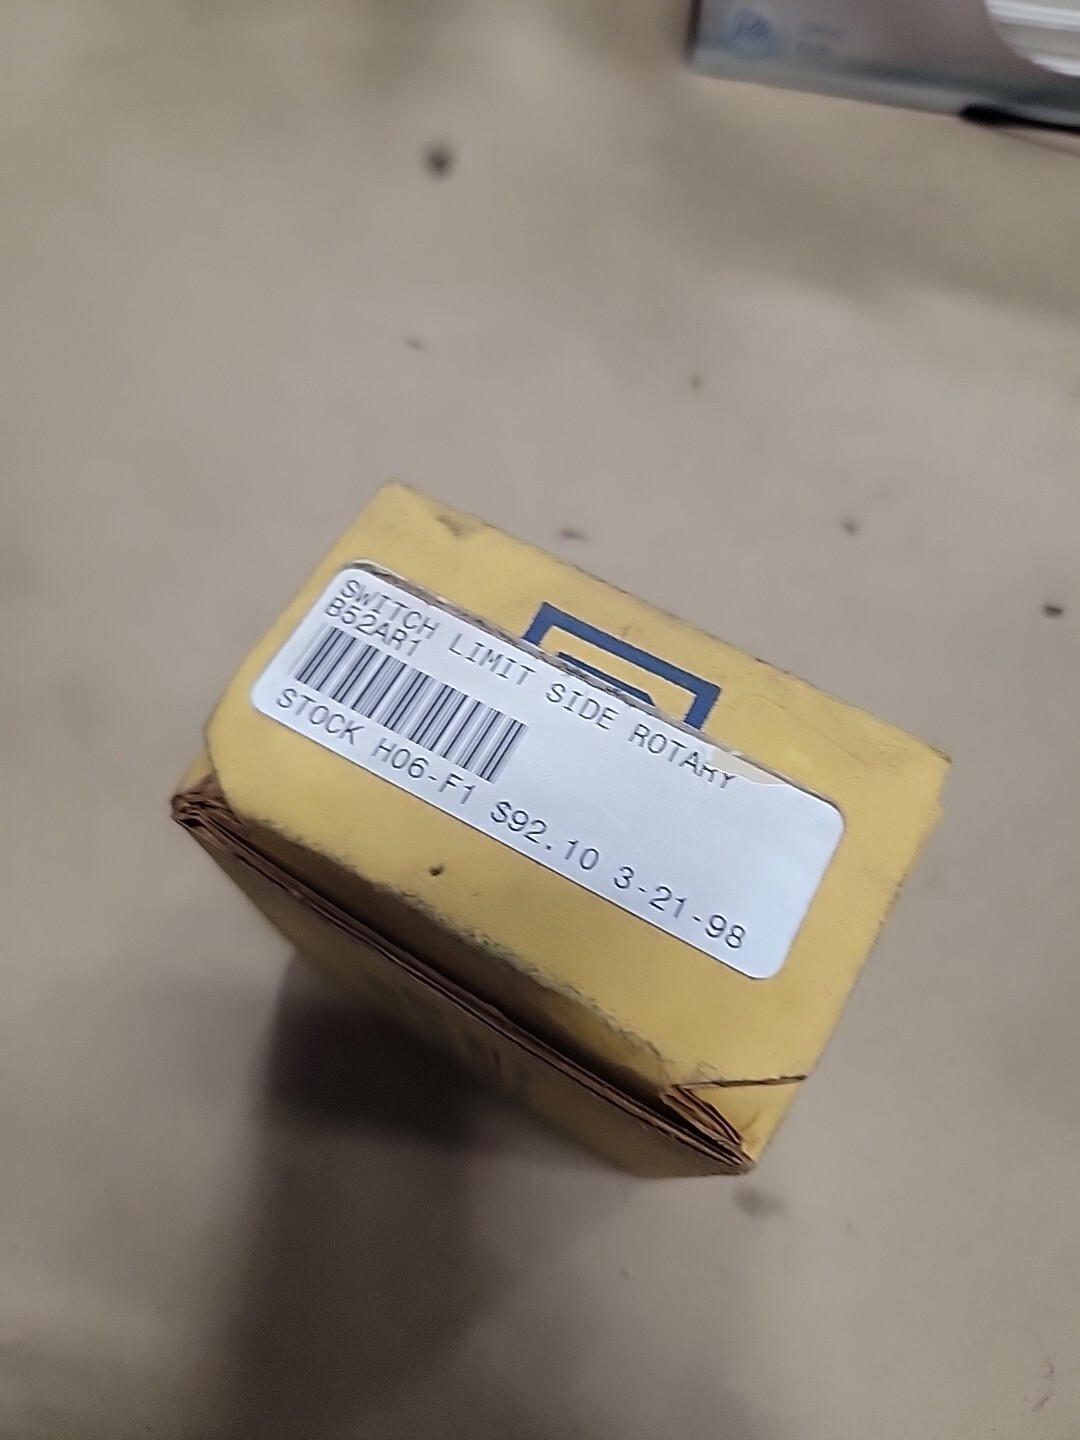 SWITCH LIMIT SIDE ROTARY
B52AR1
STOCK H06-F1 $92.10 3-21-98